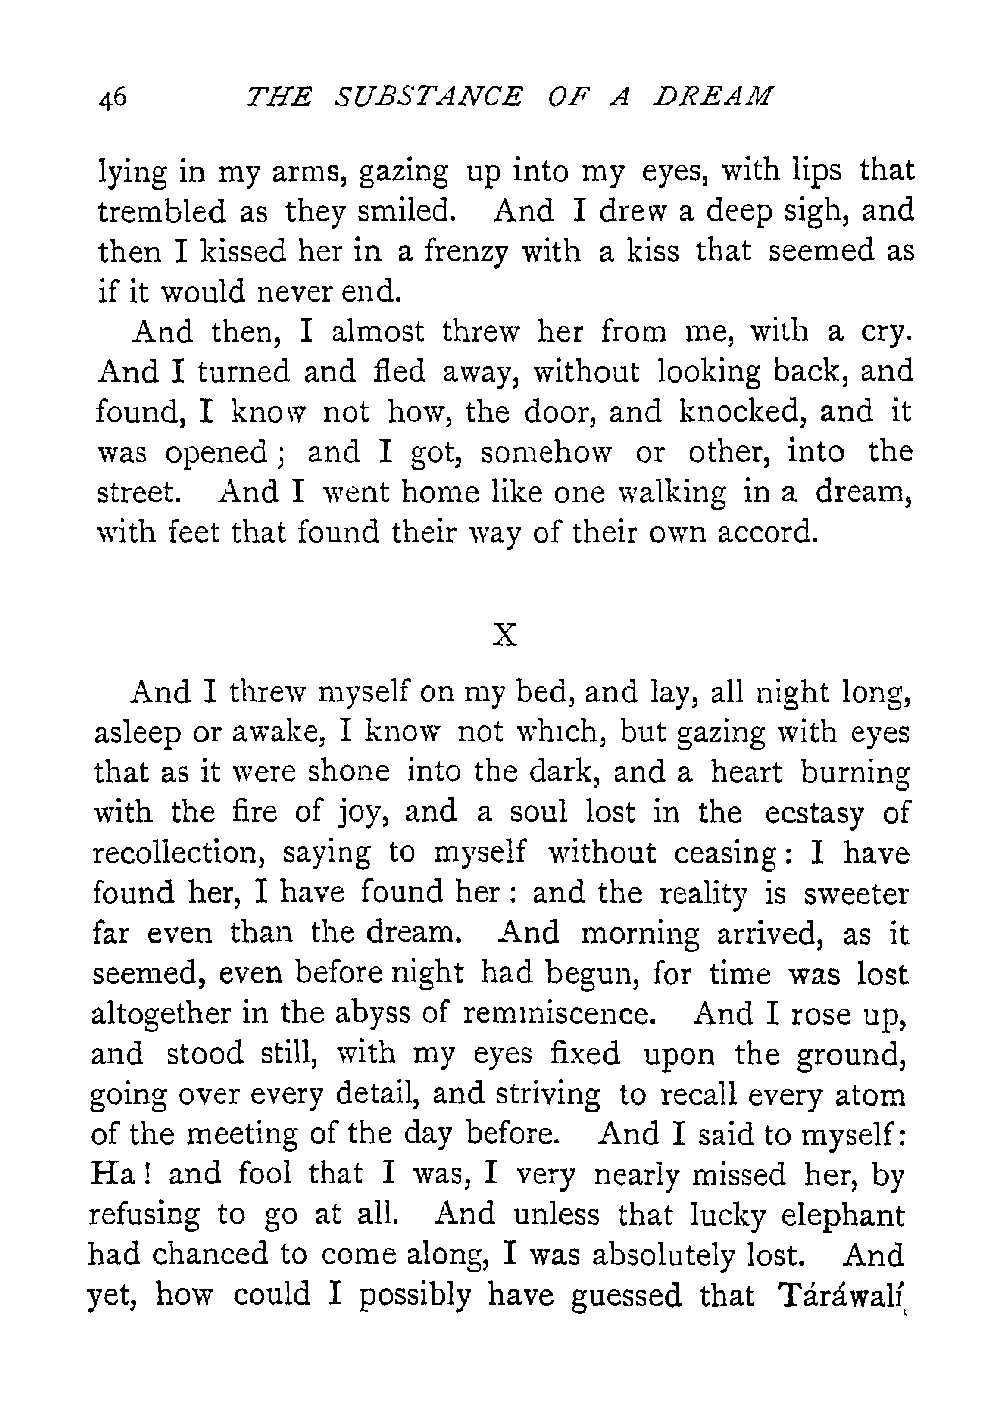 46 THE SUBSTANCE OF A DREAM
lying in my arms, gazing up into my eyes, with lips that
trembled as they smiled. And I drew a deep sigh, and
then I kissed her in a frenzy with a kiss that seemed as
if it would never end.
And then, I almost threw her from me, with a cry.
And I turned and fled away, without looking back, and
found, I know not how, the door, and knocked, and it
was opened ; and I got, somehow or other, into the
street. And I went home like one walking in a dream,
with feet that found their way of their own accord.
X
And I threw myself on my bed, and lay, all night long,
asleep or awake, I know not which, but gazing with eyes
that as it were shone into the dark, and a heart burning
with the fire of joy, and a soul lost in the ecstasy of
recollection, saying to myself without ceasing : I have
found her, I have found her : and the reality is sweeter
far even than the dream. And morning arrived, as it
seemed, even before night had begun, for time was lost
altogether in the abyss of reminiscence. And I rose up,
and stood still, with my eyes fixed upon the ground,
going over every detail, and striving to recall every atom
of the meeting of the day before. And I said to myself:
Ha ! and fool that I was, I very nearly missed her, by
refusing to go at all. And unless that lucky elephant
had chanced to come along, I was absolutely lost. And
yet, how could I possibly have guessed that Táráwalí